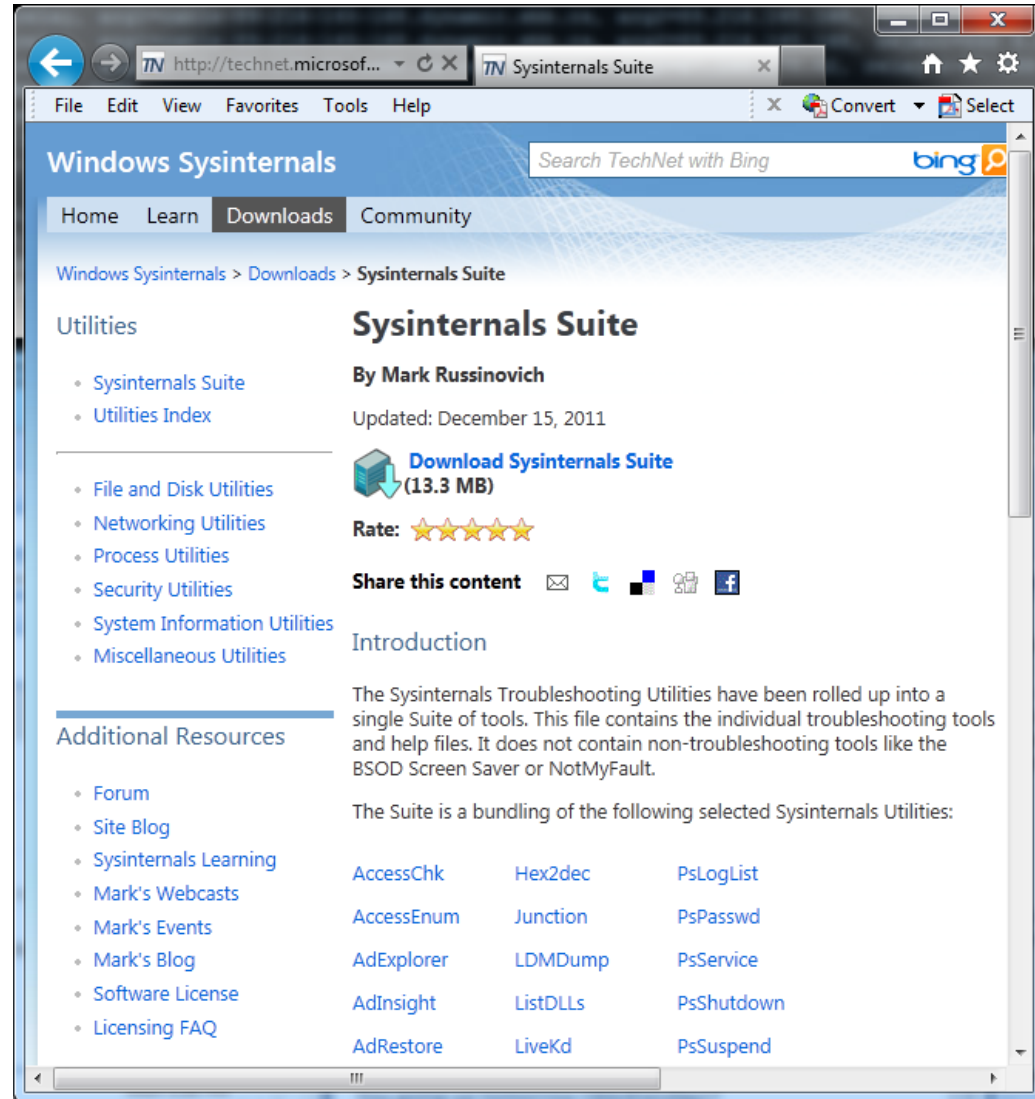 TN http://technet.microsof...
TN Sysinternals Suite
File Edit View Favorites Tools Help
Convert Select
Windows Sysinternals
Search TechNet with Bing
bing
Home Learn Downloads Community
Windows Sysinternals > Downloads > Sysinternals Suite
Utilities
Sysinternals Suite
Utilities Index
File and Disk Utilities
Networking Utilities
Process Utilities
Security Utilities
System Information Utilities
Miscellaneous Utilities
Additional Resources
Forum
Site Blog
Sysinternals Learning
Mark's Webcasts
Mark's Events
Mark's Blog
Software License
Licensing FAQ
Sysinternals Suite
By Mark Russinovich
Updated: December 15, 2011
Download Sysinternals Suite
(13.3 MB)
Rate:
Share this content
Introduction
The Sysinternals Troubleshooting Utilities have been rolled up into a
single Suite of tools. This file contains the individual troubleshooting tools
and help files. It does not contain non-troubleshooting tools like the
BSOD Screen Saver or NotMyFault.
The Suite is a bundling of the following selected Sysinternals Utilities:
AccessChk Hex2dec PsLogList
AccessEnum Junction PsPasswd
AdExplorer LDMDump PsService
AdInsight ListDLLs PsShutdown
AdRestore LiveKd PsSuspend